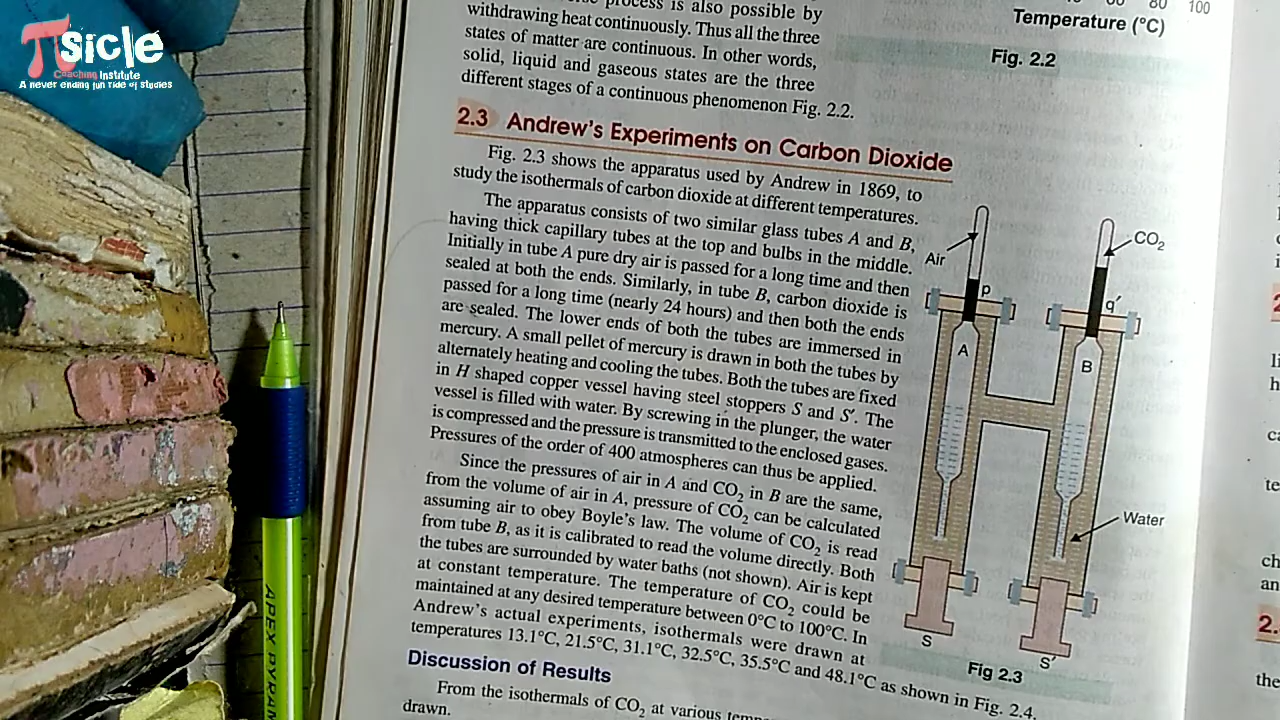 πsicle
Coaching Institute
A never ending fun ride of studies
process is also possible by
withdrawing heat continuously. Thus all the three
states of matter are continuous. In other words,
solid, liquid and gaseous states are the three
different stages of a continuous phenomenon Fig. 2.2.
80 100
Temperature (°C)
Fig. 2.2
2.3 Andrew's Experiments on Carbon Dioxide
Fig. 2.3 shows the apparatus used by Andrew in 1869, to
study the isothermals of carbon dioxide at different temperatures.
The apparatus consists of two similar glass tubes A and B,
having thick capillary tubes at the top and bulbs in the middle.
Initially in tube A pure dry air is passed for a long time and then
sealed at both the ends. Similarly, in tube B, carbon dioxide is
passed for a long time (nearly 24 hours) and then both the ends
are sealed. The lower ends of both the tubes are immersed in
mercury. A small pellet of mercury is drawn in both the tubes by
alternately heating and cooling the tubes. Both the tubes are fixed
in H shaped copper vessel having steel stoppers S and S′. The
vessel is filled with water. By screwing in the plunger, the water
is compressed and the pressure is transmitted to the enclosed gases.
Pressures of the order of 400 atmospheres can thus be applied.
Since the pressures of air in A and CO₂ in B are the same,
from the volume of air in A, pressure of CO₂ can be calculated
assuming air to obey Boyle's law. The volume of CO₂ is read
from tube B, as it is calibrated to read the volume directly. Both
the tubes are surrounded by water baths (not shown). Air is kept
at constant temperature. The temperature of CO₂ could be
maintained at any desired temperature between 0°C to 100°C. In
Andrew's actual experiments, isothermals were drawn at
temperatures 13.1°C, 21.5°C, 31.1°C, 32.5°C, 35.5°C and 48.1°C as shown in Fig. 2.4.
Air
CO₂
p
q′
A
B
Water
S
S′
Fig 2.3
Discussion of Results
From the isothermals of CO₂ at various
drawn.
APEX